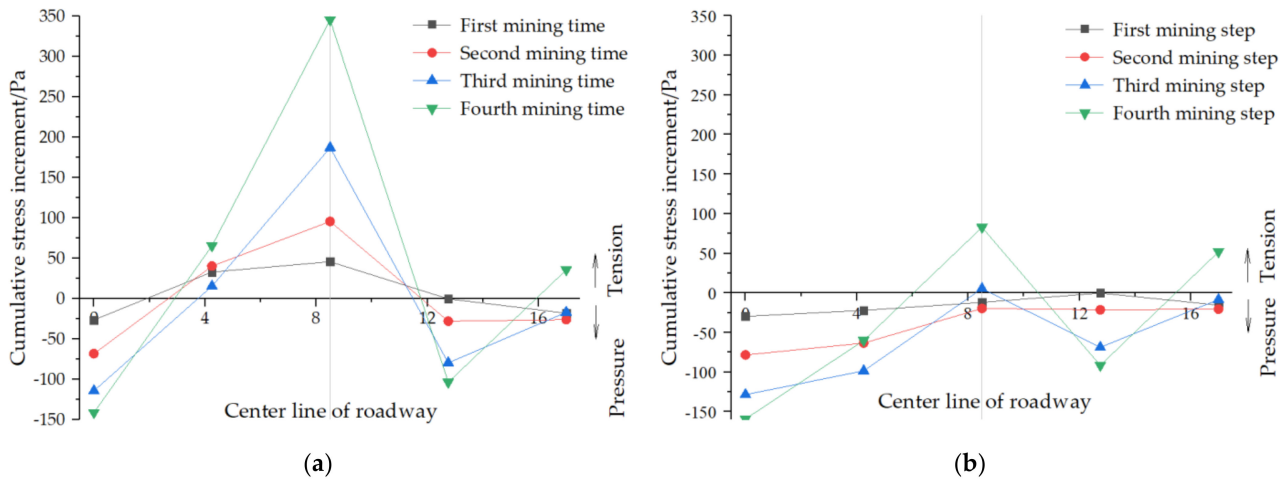 350
300
250
200
150
100
50
0
-50
-100
-150
Cumulative stress increment/Pa
First mining time
Second mining time
Third mining time
Fourth mining time
0 4 8 12 16
Center line of roadway
Tension
Pressure
(a)
350
300
250
200
150
100
50
0
-50
-100
-150
Cumulative stress increment/Pa
First mining step
Second mining step
Third mining step
Fourth mining step
0 4 8 12 16
Center line of roadway
Tension
Pressure
(b)